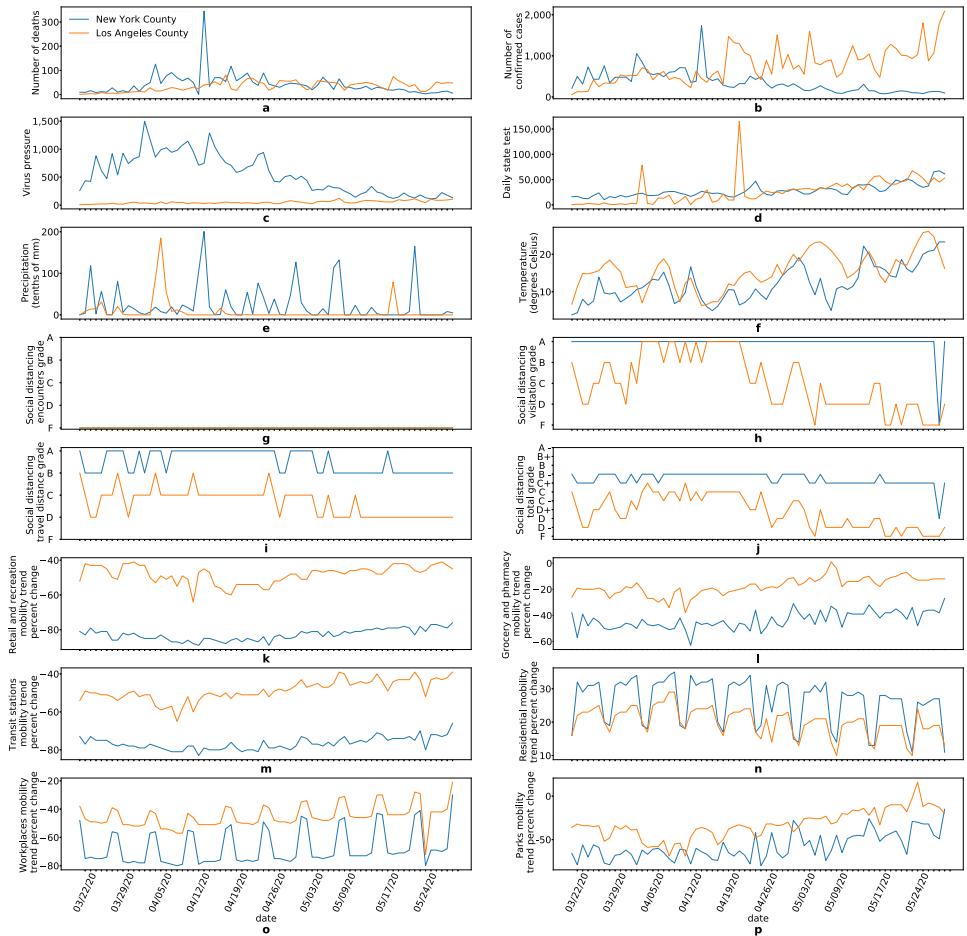 New York County
Los Angeles County
Number of deaths
300
200
100
0
a
Number of
confirmed cases
2,000
1,000
0
b
Virus pressure
1,500
1,000
500
0
c
Daily state test
150,000
100,000
50,000
0
d
Precipitation
(tenths of mm)
200
100
0
e
Temperature
(degrees Celsius)
20
10
f
Social distancing
encounters grade
A
B
C
D
F
g
Social distancing
visitation grade
A
B
C
D
F
h
Social distancing
travel distance grade
A
B
C
D
F
i
Social distancing
total grade
A -
B +
B
B -
C +
C
C -
D +
D
D -
F
j
Retail and recreation
mobility trend
percent change
−40
−60
−80
k
Grocery and pharmacy
mobility trend
percent change
0
−20
−40
−60
l
Transit stations
mobility trend
percent change
−40
−60
−80
m
Residential mobility
trend percent change
30
20
10
n
Workplaces mobility
trend percent change
−20
−40
−60
−80
03/22/20
03/29/20
04/05/20
04/12/20
04/19/20
04/26/20
05/03/20
05/09/20
05/17/20
05/24/20
date
o
Parks mobility
trend percent change
0
−50
03/22/20
03/29/20
04/05/20
04/12/20
04/19/20
04/26/20
05/03/20
05/09/20
05/17/20
05/24/20
date
p